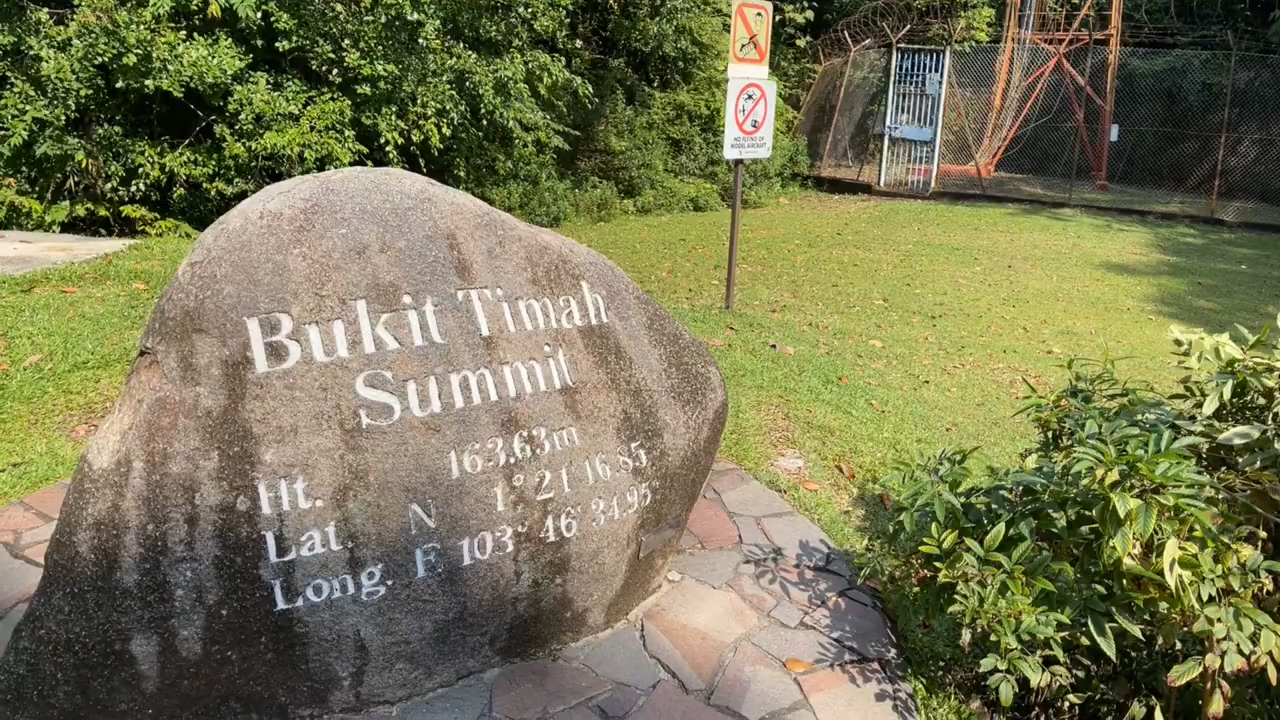 Bukit Timah
Summit
Ht. 163.63m
Lat. N 1° 21' 16.85
Long. E 103° 46' 34.95
NO FLYING OF
MODEL AIRCRAFT